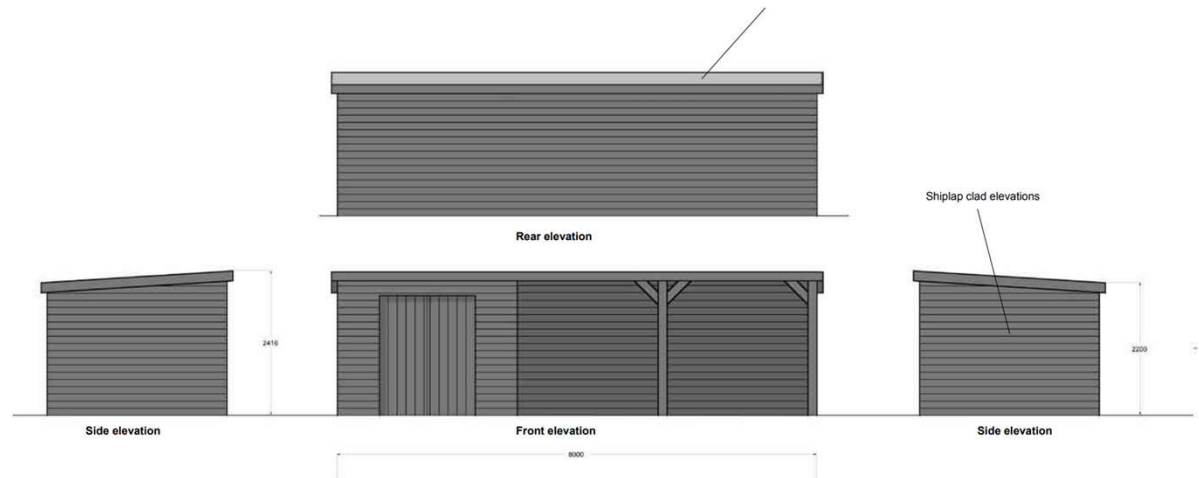 Shiplap clad elevations
Rear elevation
2416
2200
Side elevation
Front elevation
Side elevation
8000